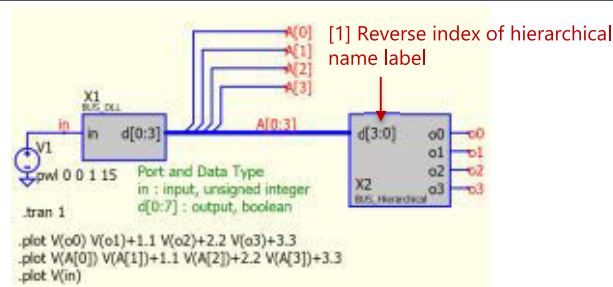 A[0]
[1] Reverse index of hierarchical
name label
A[1]
A[2]
A[3]
X1
BUS_DLL
in
in
d[0:3]
A[0:3]
d[3:0]
o0
o0
o1
o1
o2
o2
o3
o3
X2
BUS_Hierarchical
V1
pwl 0 0 1 15
Port and Data Type
in : input, unsigned integer
d[0:7] : output, boolean
.tran 1
.plot V(o0) V(o1)+1.1 V(o2)+2.2 V(o3)+3.3
.plot V(A[0]) V(A[1])+1.1 V(A[2])+2.2 V(A[3])+3.3
.plot V(in)